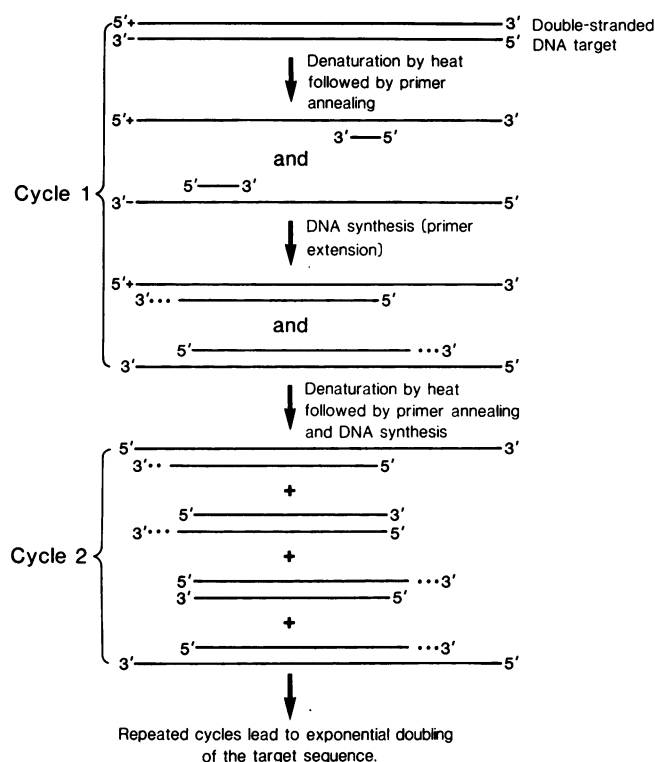 5'+ 3' Double-stranded
3'- 5' DNA target
Denaturation by heat
followed by primer
annealing
5'+ 3'
3' 5'
and
Cycle 1
5' 3'
3'- 5'
DNA synthesis (primer
extension)
5'+ 3'
3'... 5'
and
5' ...3'
3' 5'
Denaturation by heat
followed by primer annealing
and DNA synthesis
5' 3'
3'.. 5'
+
5' 3'
3'... 5'
Cycle 2
+
5' ...3'
3' 5'
+
5' ...3'
3' 5'
Repeated cycles lead to exponential doubling
of the target sequence.